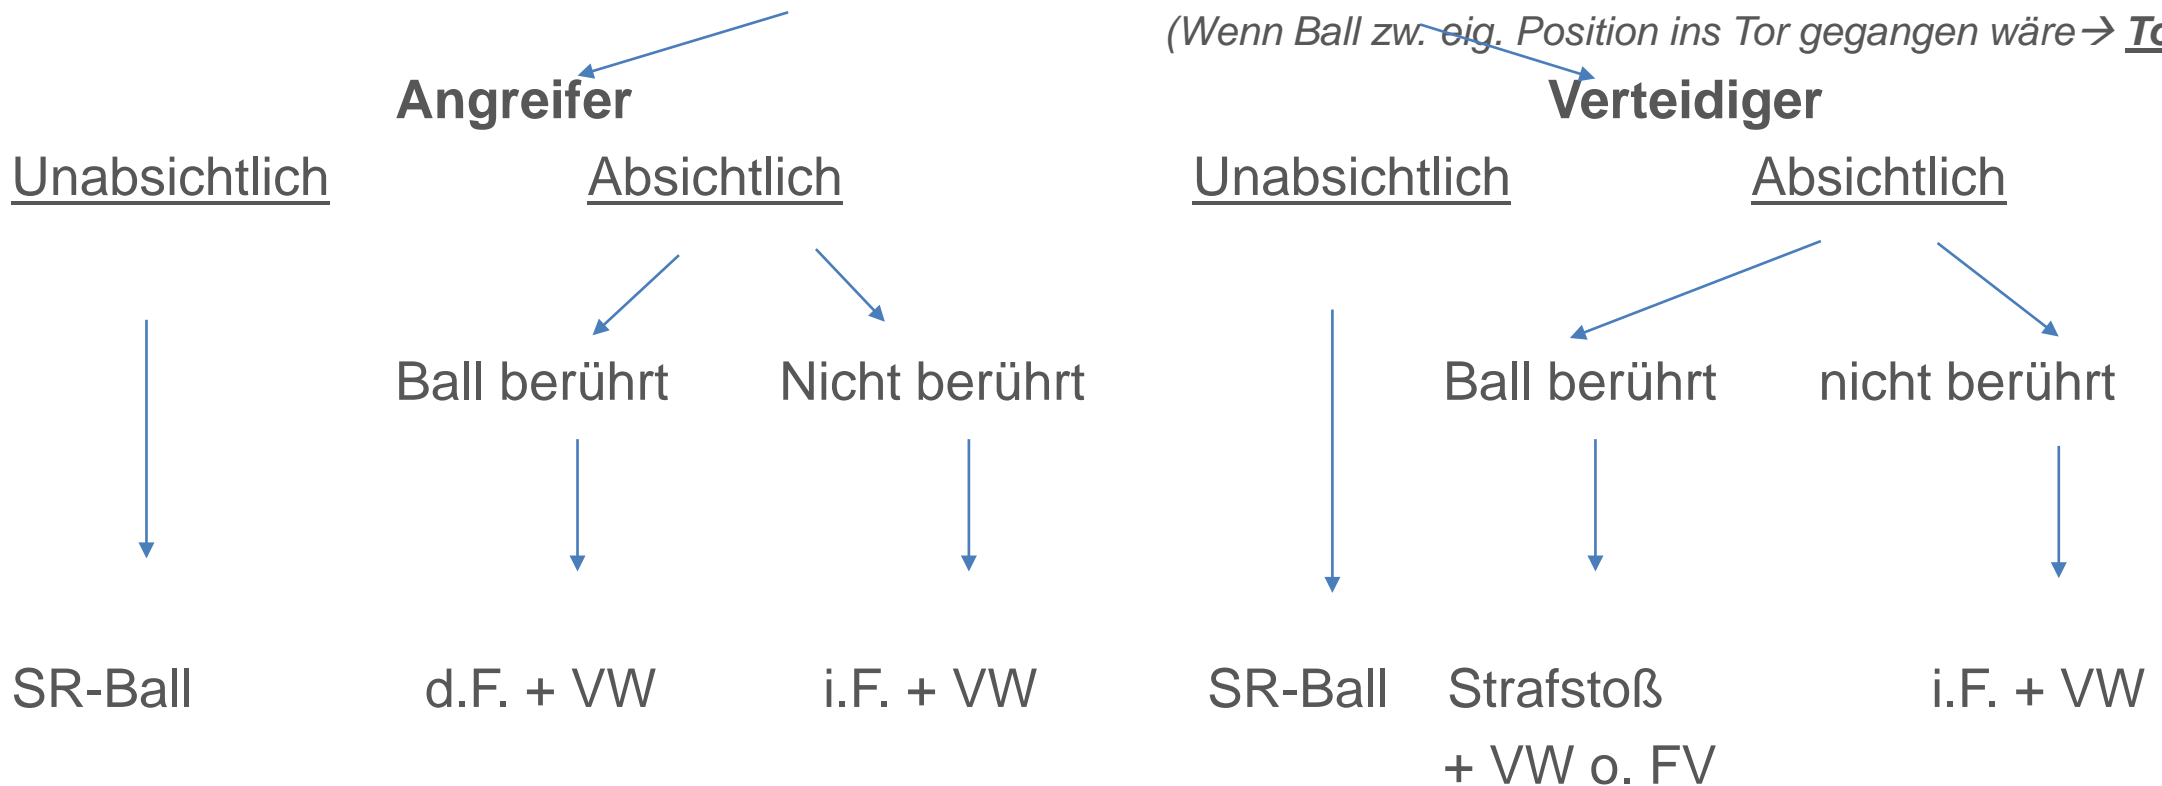 (Wenn Ball zw. eig. Position ins Tor gegangen wäre→
Angreifer Verteidiger
Unabsichtlich Absichtlich Unabsichtlich Absichtlich
Ball berührt Nicht berührt Ball berührt nicht berührt
SR-Ball d.F. + VW i.F. + VW SR-Ball Strafstoß i.F. + VW
+ VW o. FV